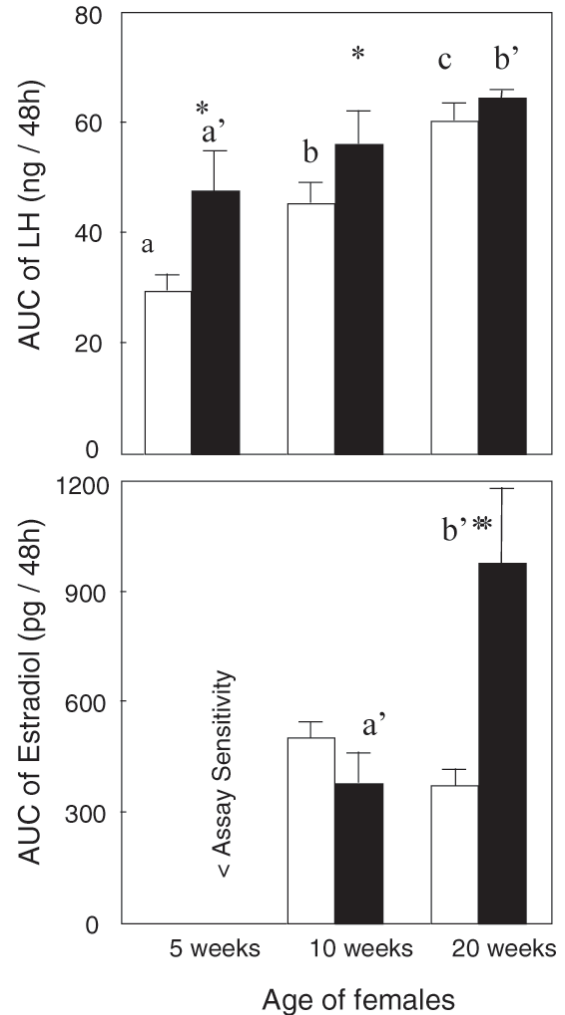 80
60
40
20
0
AUC of LH (ng / 48h)
a
*
a’
b
*
c
b’
1200
900
600
300
0
AUC of Estradiol (pg / 48h)
< Assay Sensitivity
a’
b’**
5 weeks
10 weeks
20 weeks
Age of females